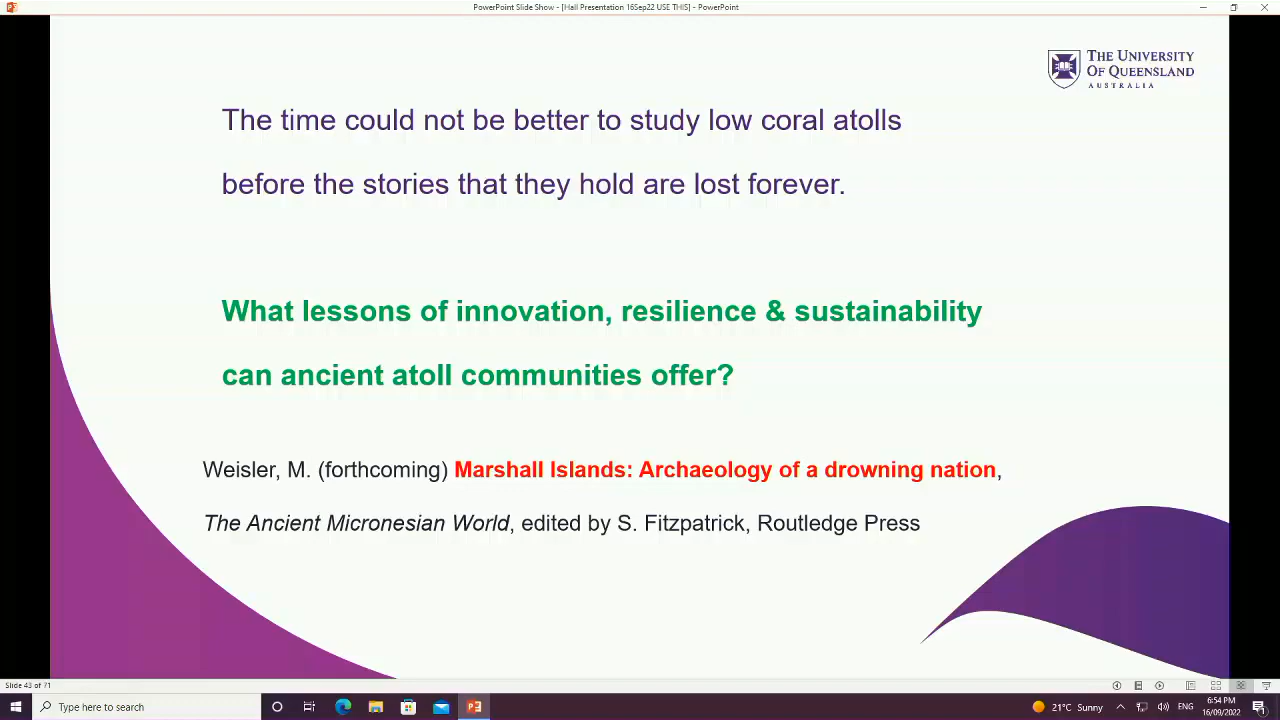 PowerPoint Slide Show - [Hall Presentation 16Sep22 USE THIS] - PowerPoint
THE UNIVERSITY
OF QUEENSLAND
AUSTRALIA
The time could not be better to study low coral atolls
before the stories that they hold are lost forever.
What lessons of innovation, resilience & sustainability
can ancient atoll communities offer?
Weisler, M. (forthcoming) Marshall Islands: Archaeology of a drowning nation,
The Ancient Micronesian World, edited by S. Fitzpatrick, Routledge Press
Slide 43 of 71
Type here to search
21°C Sunny
ENG
6:54 PM
16/09/2022